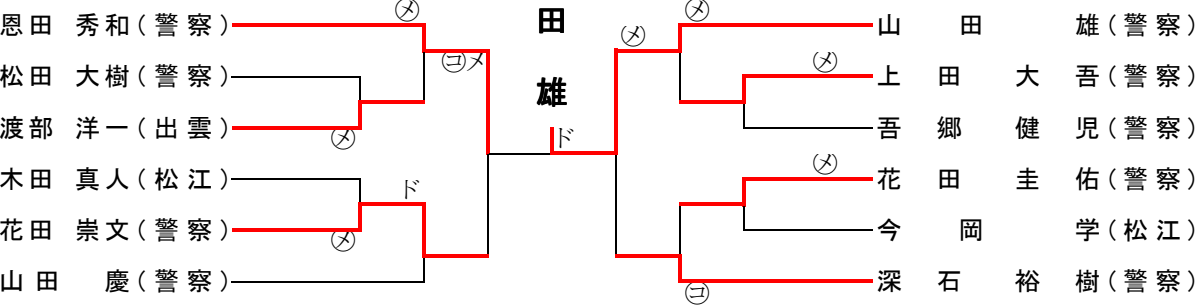 恩田 秀和(警察)
松田 大樹(警察)
渡部 洋一(出雲)
木田 真人(松江)
花田 崇文(警察)
山田 慶(警察)
㋱
㋙メ
㋱
ド
㋱
田
雄
ド
㋱
㋱
㋱
㋱
㋙
山田 雄(警察)
上田 大吾(警察)
吾郷 健児(警察)
花田 圭佑(警察)
今岡 学(松江)
深石 裕樹(警察)